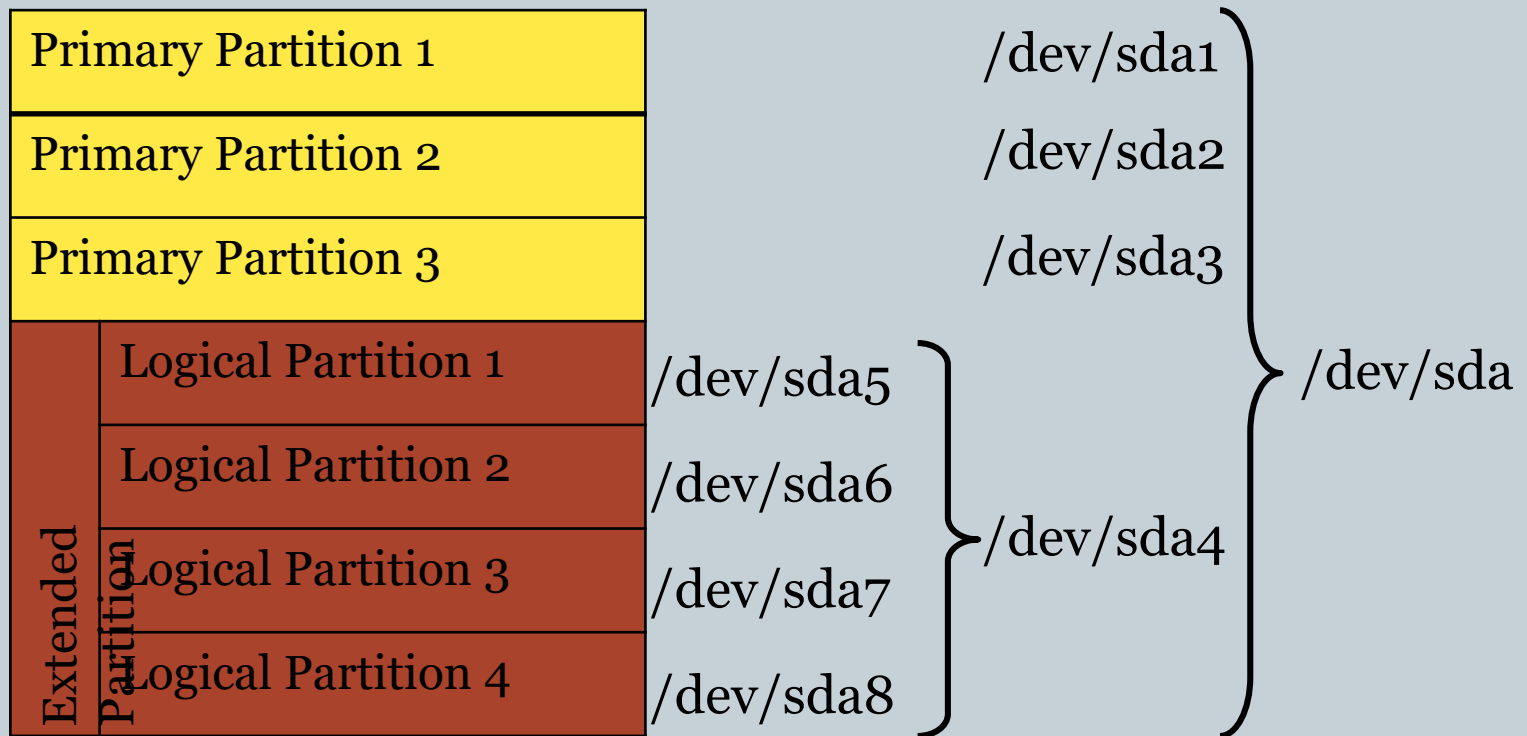 Primary Partition 1
/dev/sda1
Primary Partition 2
/dev/sda2
Primary Partition 3
/dev/sda3
Extended
Partition
Logical Partition 1
/dev/sda5
Logical Partition 2
/dev/sda6
Logical Partition 3
/dev/sda7
Logical Partition 4
/dev/sda8
/dev/sda4
/dev/sda